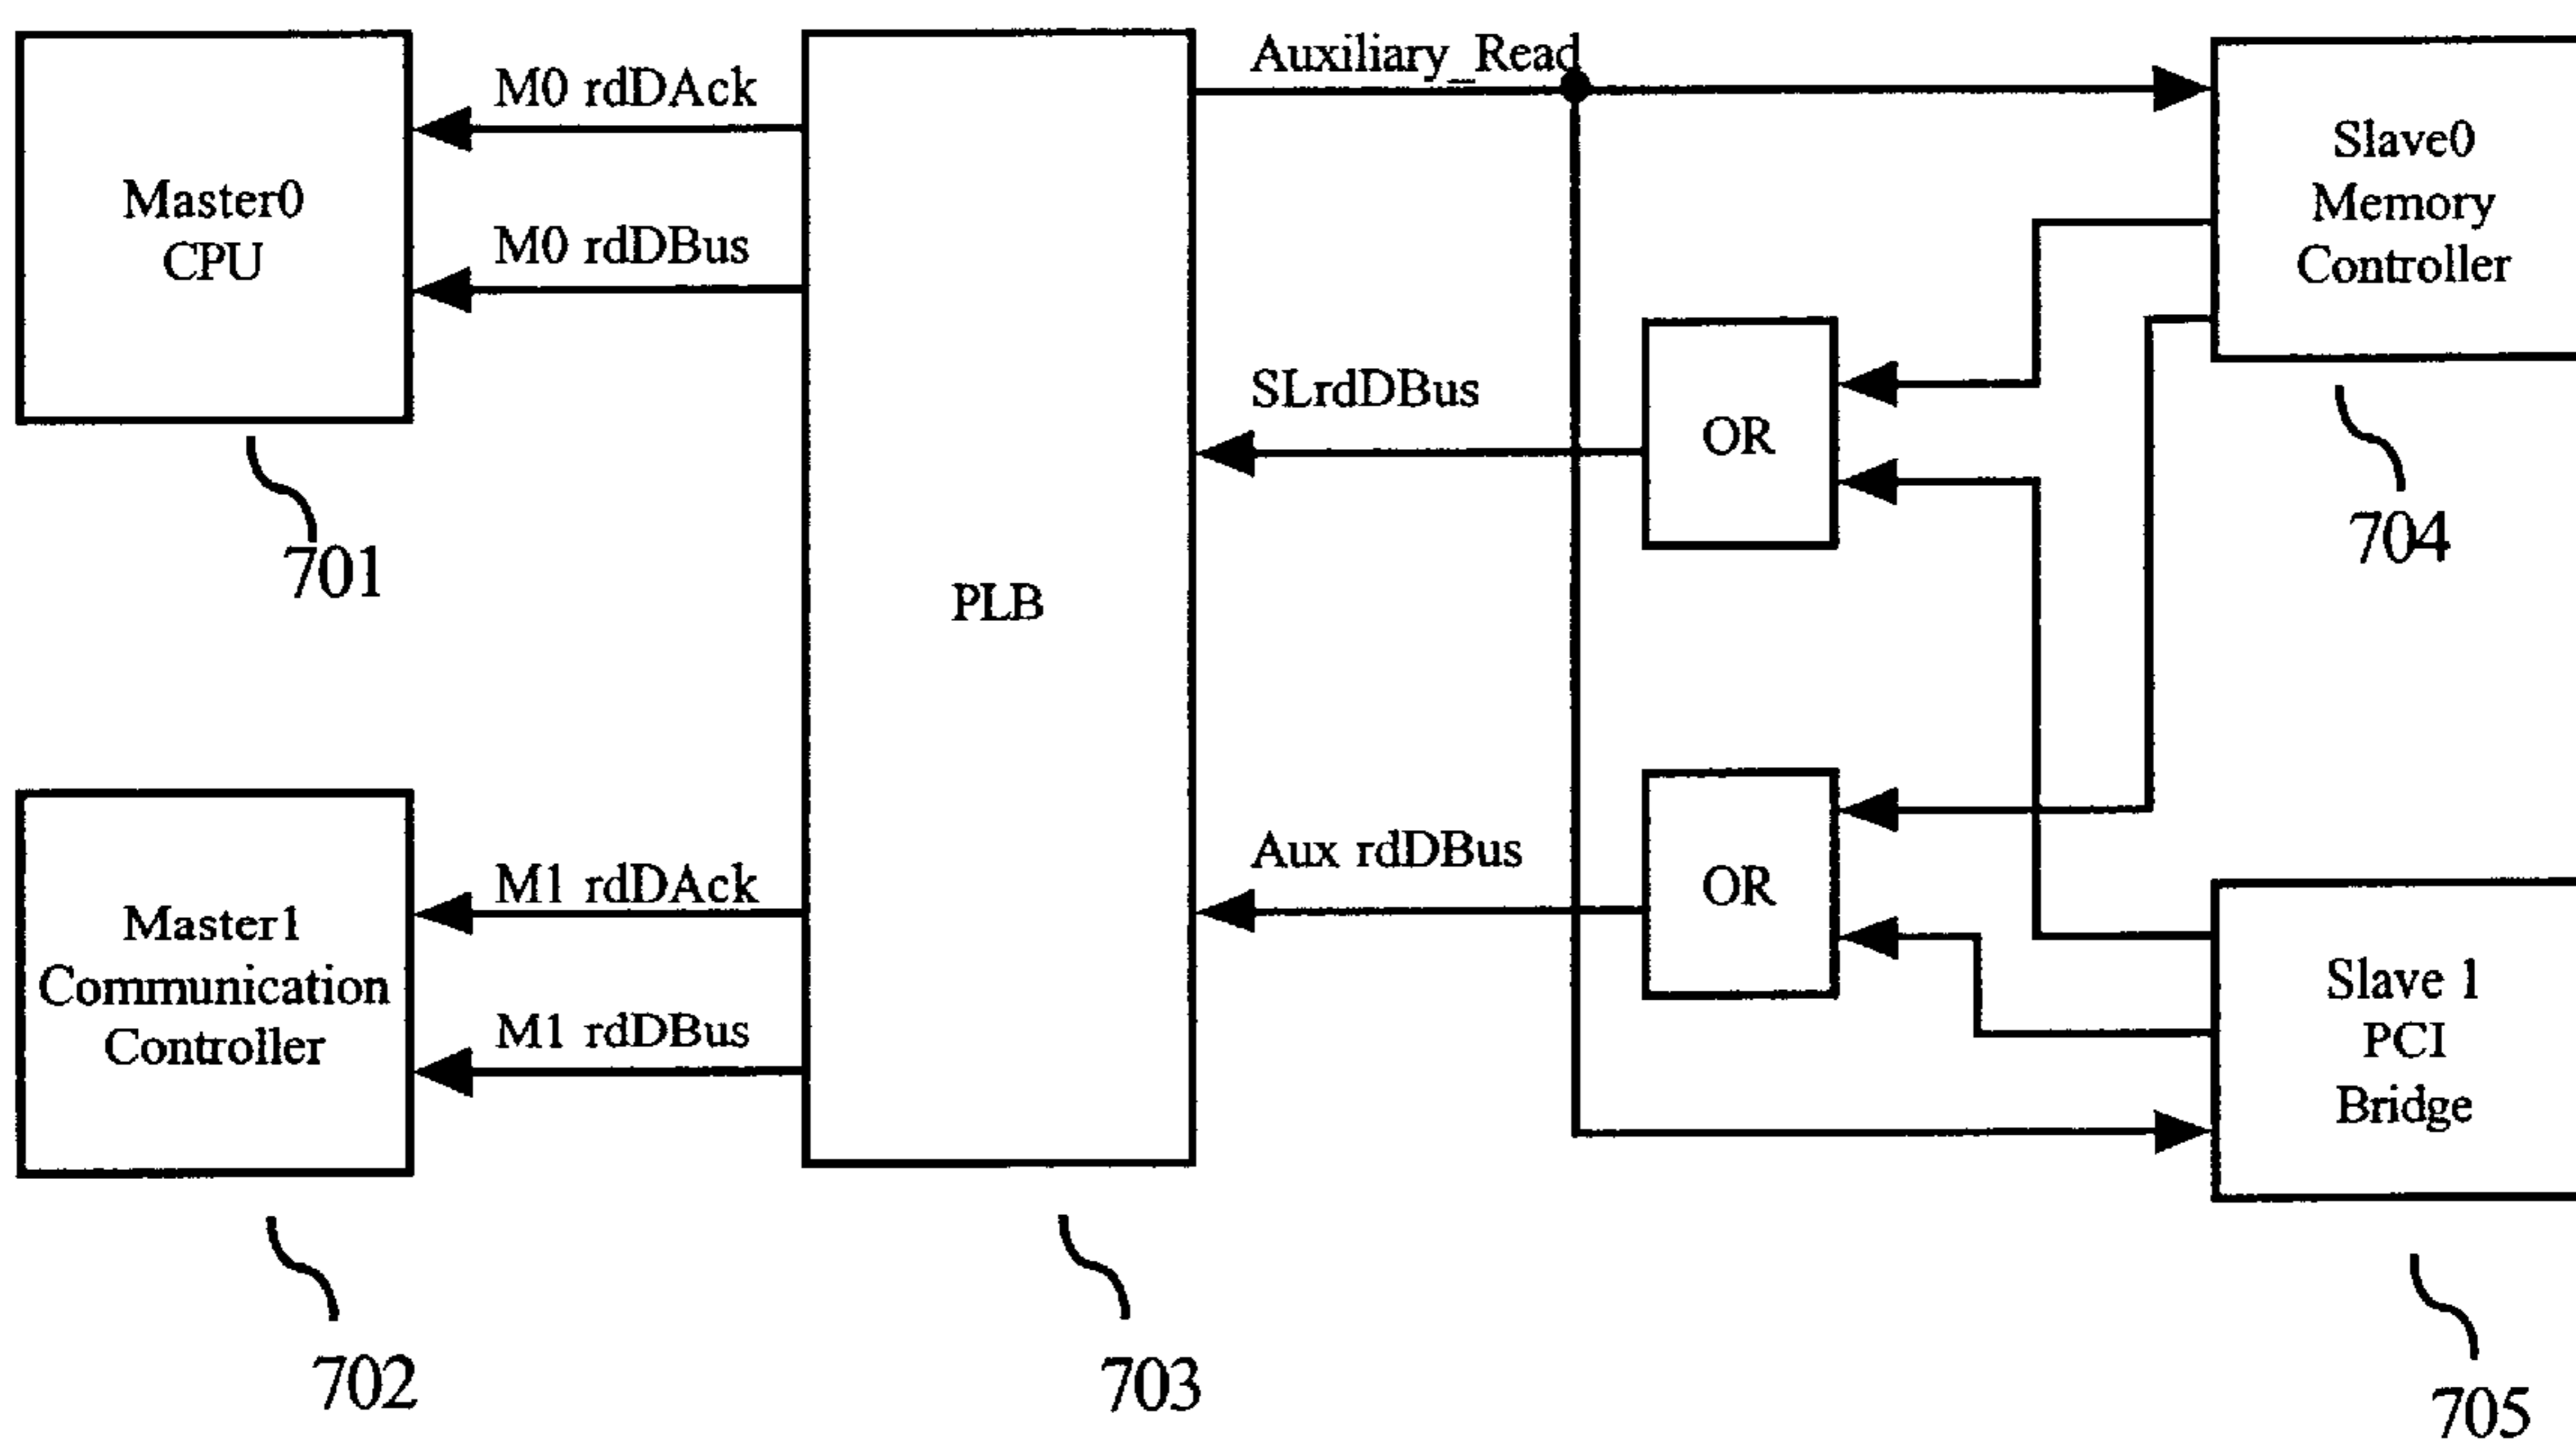 M0 rdDAck
Auxiliary_Read
Master0
CPU
M0 rdDBus
Slave0
Memory
Controller
SLrdDBus
OR
701
704
PLB
M1 rdDAck
Aux rdDBus
OR
Master1
Communication
Controller
M1 rdDBus
Slave 1
PCI
Bridge
702
703
705